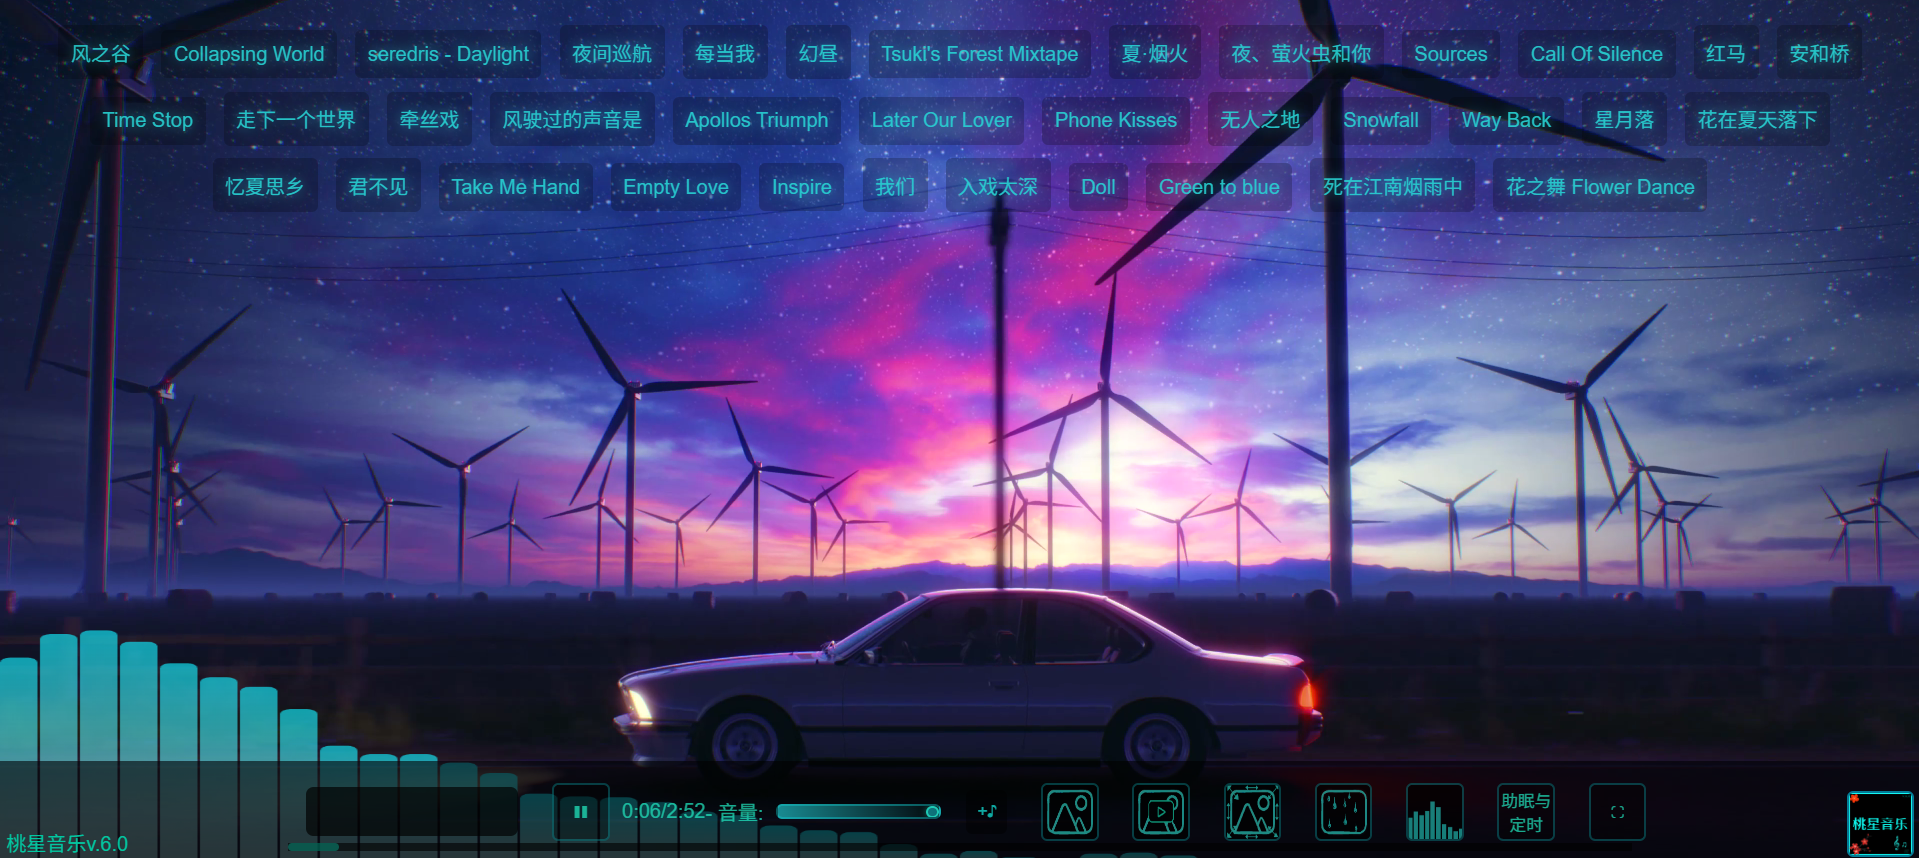 风之谷 Collapsing World seredris - Daylight 夜间巡航 每当我 幻昼 Tsuki's Forest Mixtape 夏·烟火 夜、萤火虫和你 Sources Call Of Silence 红马 安和桥
Time Stop 走下一个世界 牵丝戏 风驶过的声音是 Apollos Triumph Later Our Lover Phone Kisses 无人之地 Snowfall Way Back 星月落 花在夏天落下
忆夏思乡 君不见 Take Me Hand Empty Love Inspire 我们 入戏太深 Doll Green to blue 死在江南烟雨中 花之舞 Flower Dance
0:06/2:52- 音量: +♪ 助眠与
定时
桃星音乐
桃星音乐v.6.0